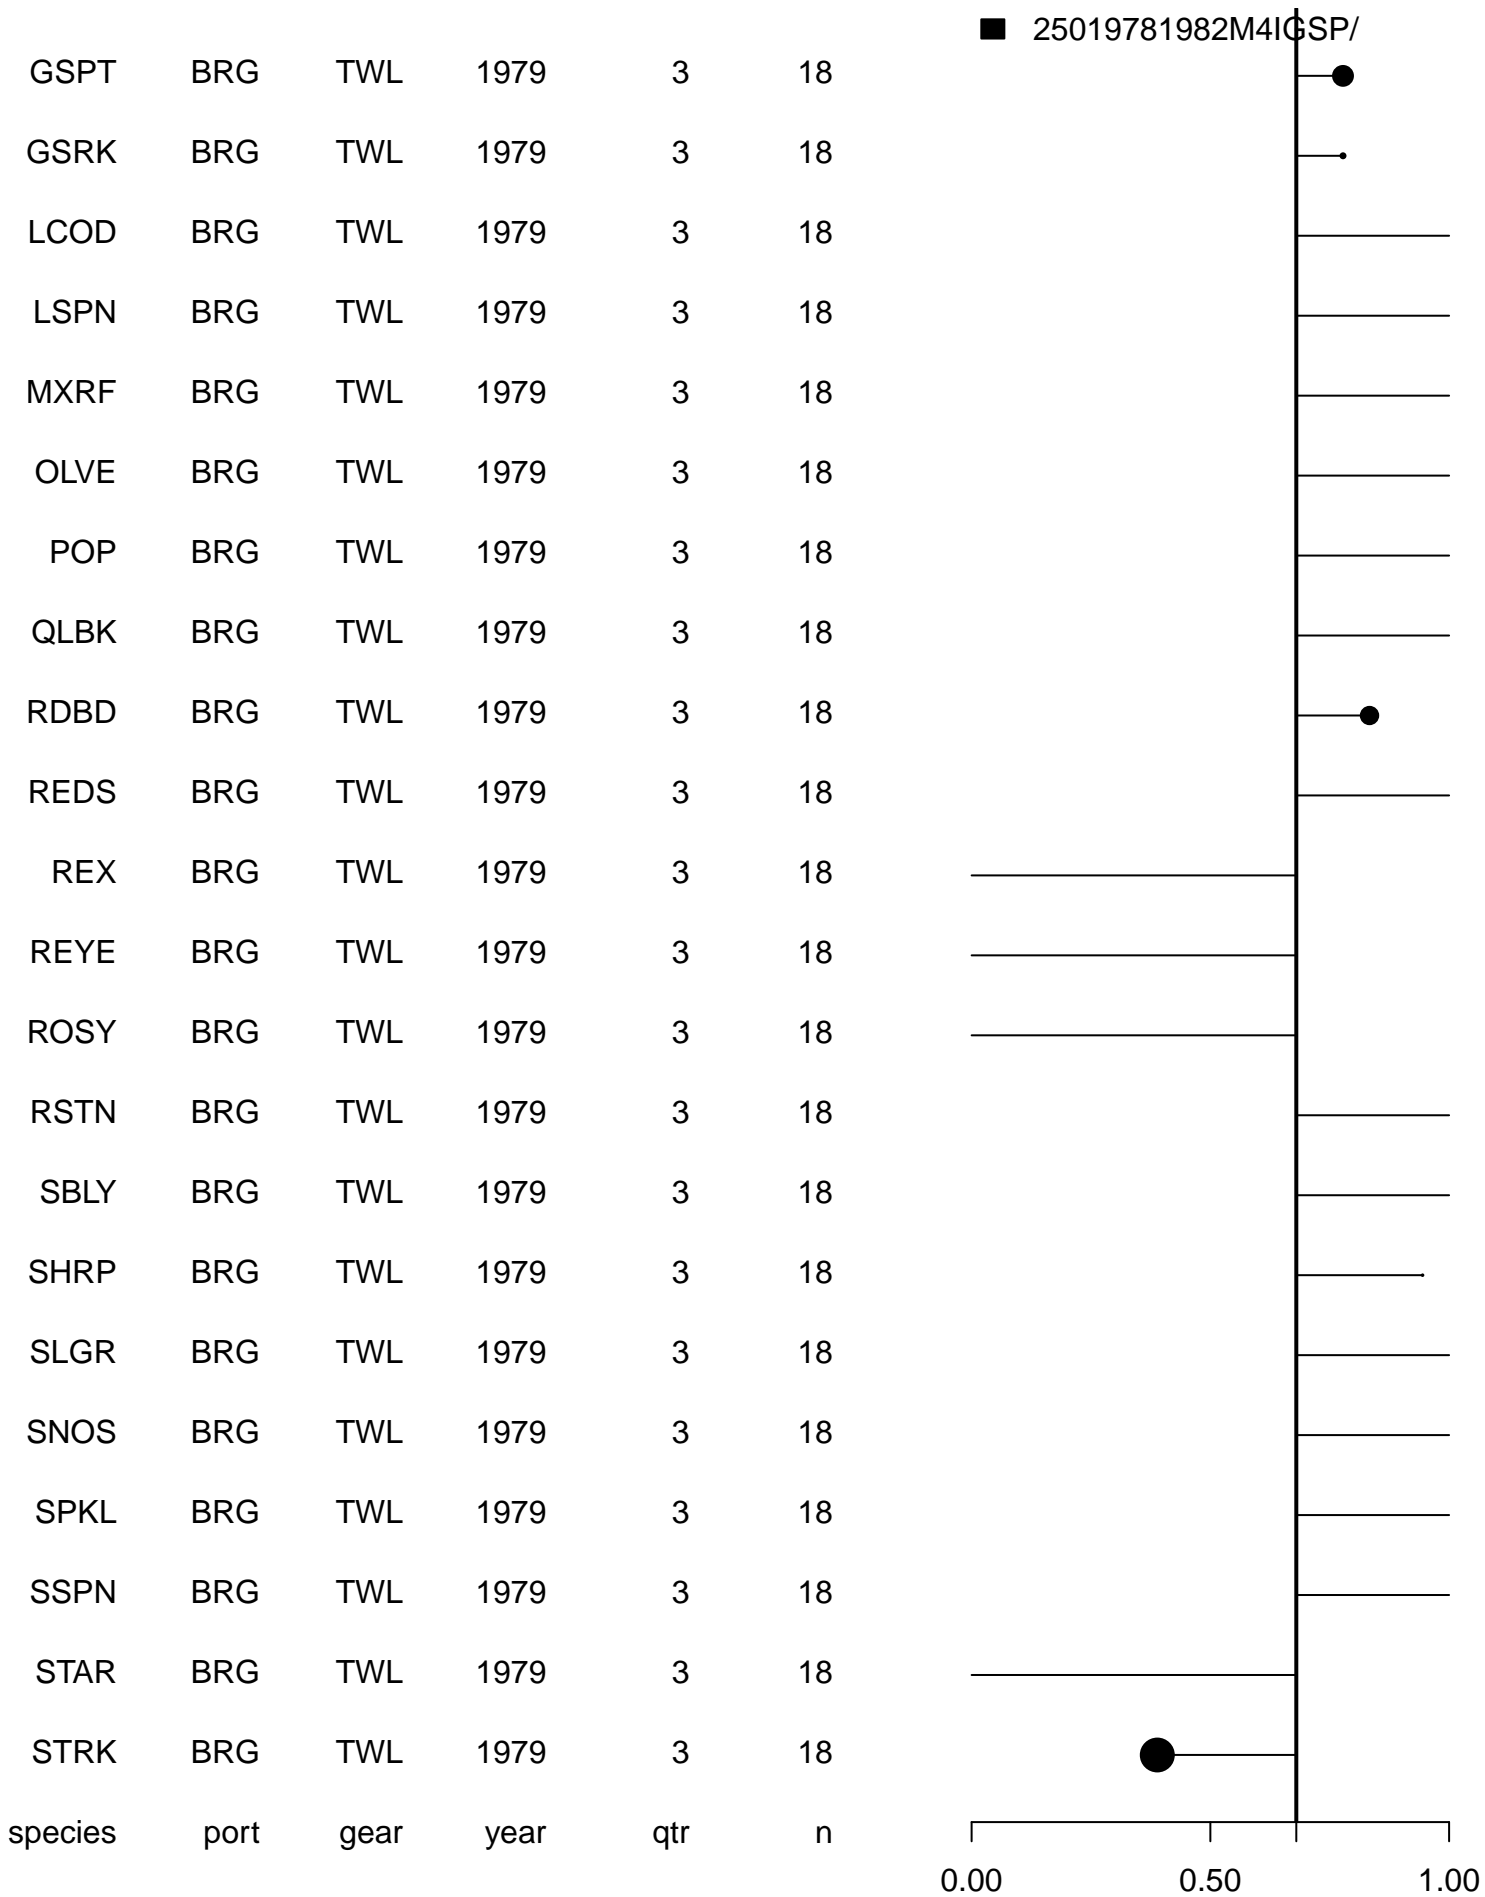 25019781982M4IGSP/
GSPT BRG TWL 1979 3 18
GSRK BRG TWL 1979 3 18
LCOD BRG TWL 1979 3 18
LSPN BRG TWL 1979 3 18
MXRF BRG TWL 1979 3 18
OLVE BRG TWL 1979 3 18
POP BRG TWL 1979 3 18
QLBK BRG TWL 1979 3 18
RDBD BRG TWL 1979 3 18
REDS BRG TWL 1979 3 18
REX BRG TWL 1979 3 18
REYE BRG TWL 1979 3 18
ROSY BRG TWL 1979 3 18
RSTN BRG TWL 1979 3 18
SBLY BRG TWL 1979 3 18
SHRP BRG TWL 1979 3 18
SLGR BRG TWL 1979 3 18
SNOS BRG TWL 1979 3 18
SPKL BRG TWL 1979 3 18
SSPN BRG TWL 1979 3 18
STAR BRG TWL 1979 3 18
STRK BRG TWL 1979 3 18
species port gear year qtr n
0.00 0.50 1.00